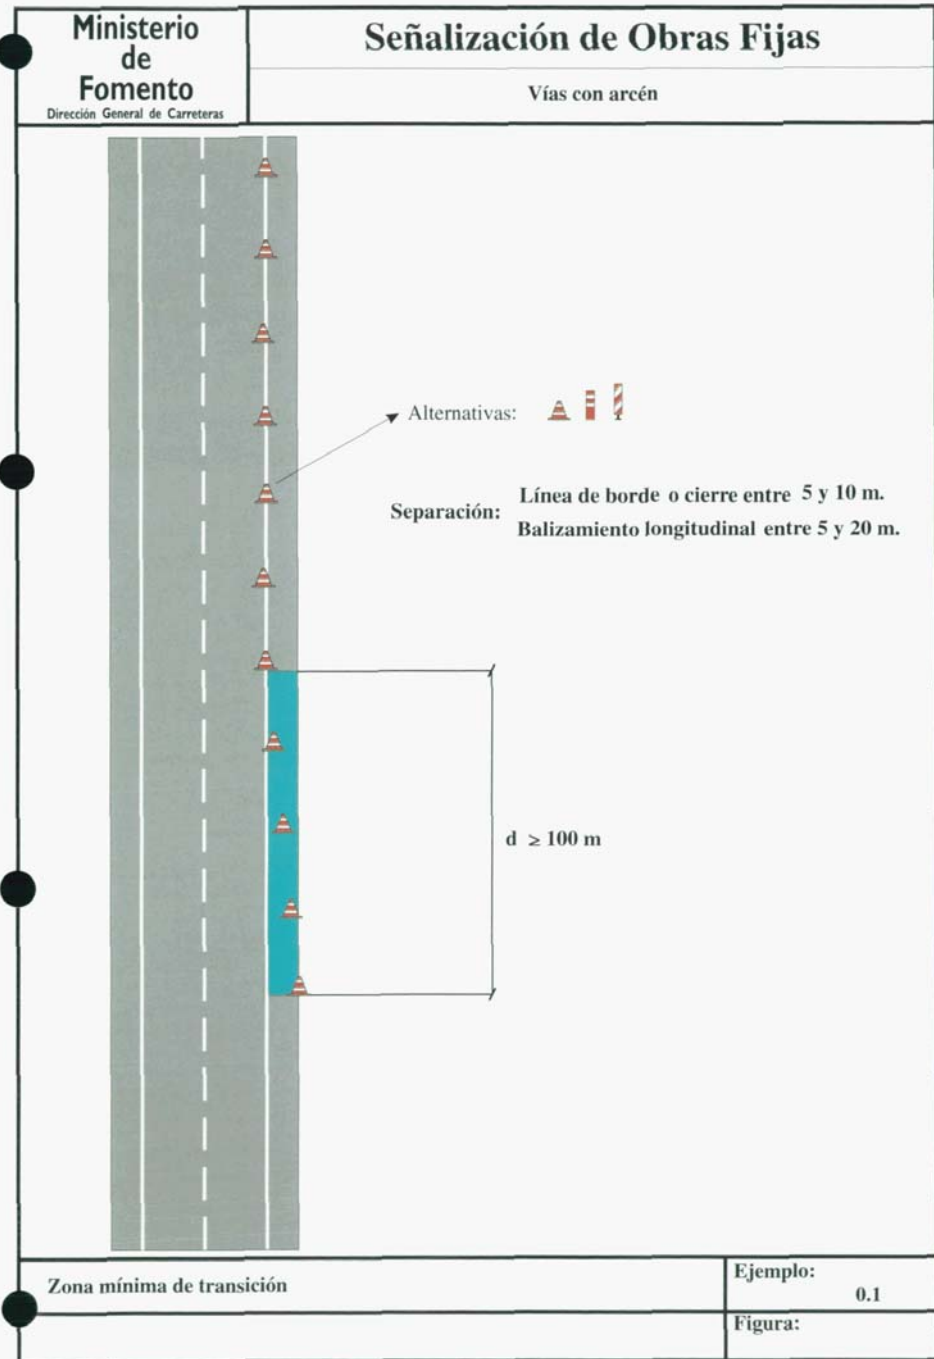 Ministerio
de
Fomento
Dirección General de Carreteras
Señalización de Obras Fijas
Vías con arcén
Alternativas:
Separación:
Línea de borde o cierre entre 5 y 10 m.
Balizamiento longitudinal entre 5 y 20 m.
d ≥ 100 m
Zona mínima de transición
Ejemplo:
0.1
Figura: